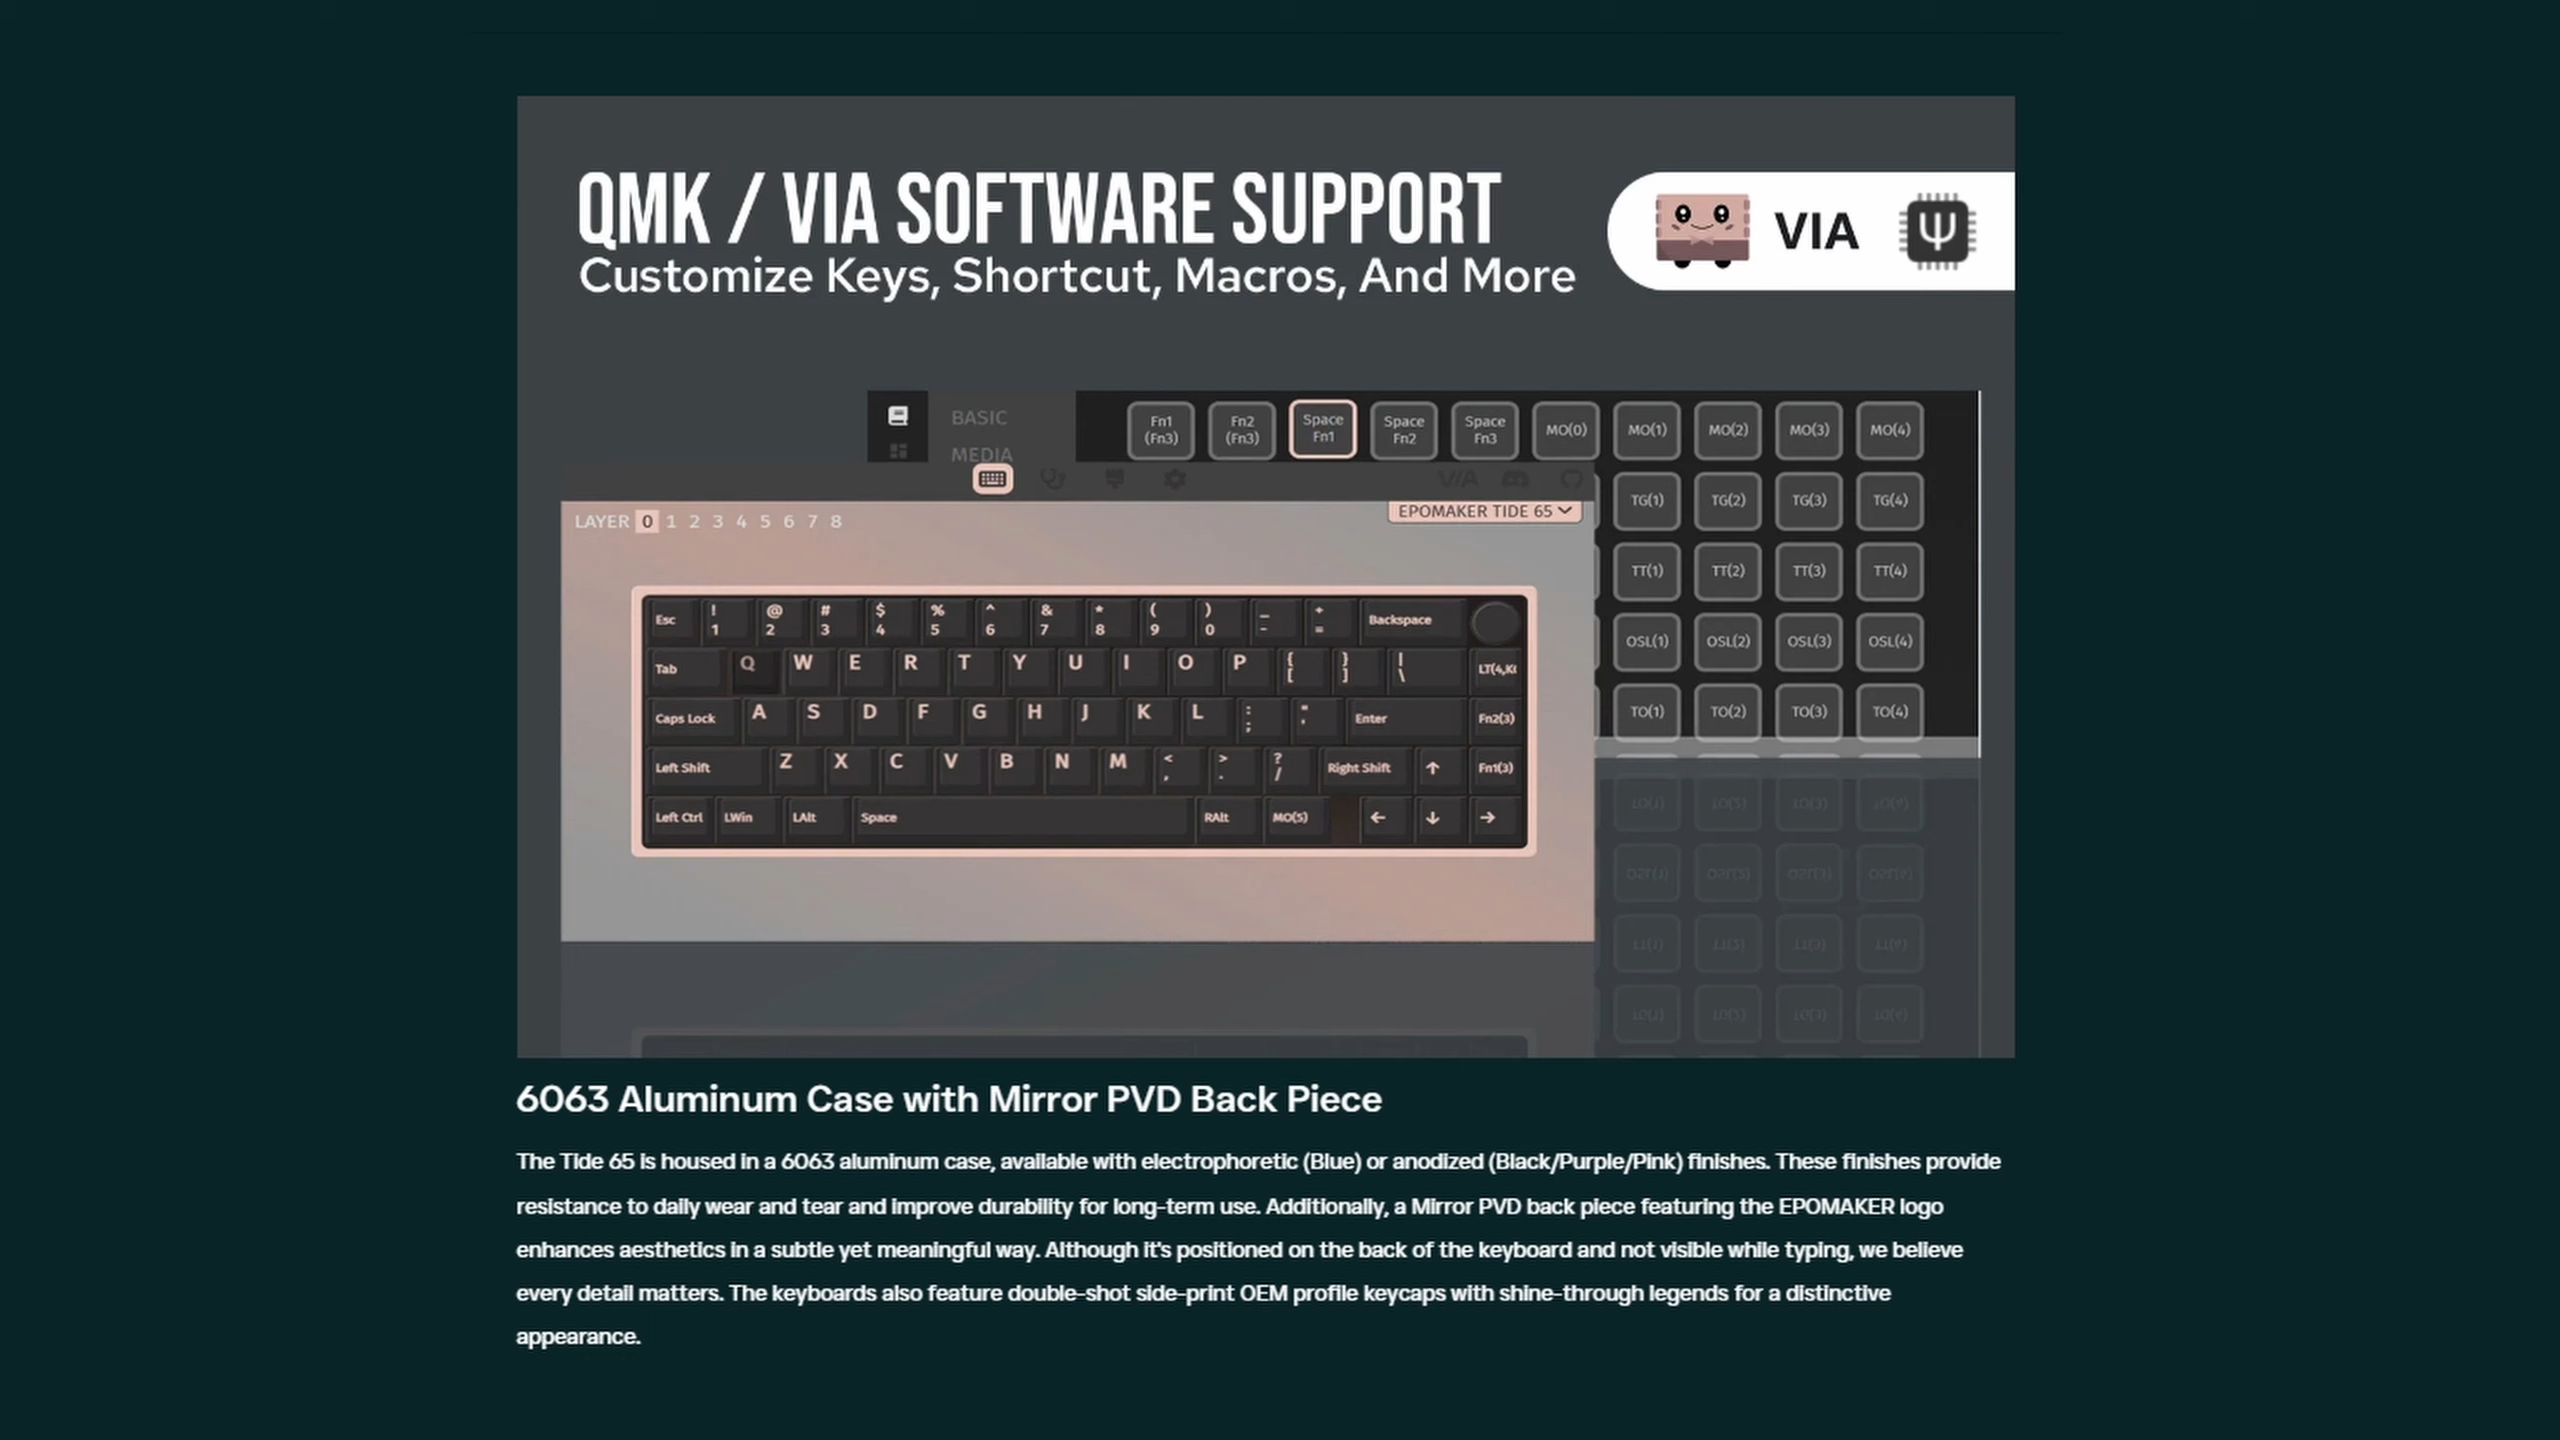 QMK / VIA SOFTWARE SUPPORT
Customize Keys, Shortcut, Macros, And More
VIA
BASIC
MEDIA
Fn1 (Fn3) Fn2 (Fn3) Space Fn1 Space Fn2 Space Fn3 MO(0) MO(1) MO(2) MO(3) MO(4)
VIA
TG(1) TG(2) TG(3) TG(4)
TT(1) TT(2) TT(3) TT(4)
OSL(1) OSL(2) OSL(3) OSL(4)
TO(1) TO(2) TO(3) TO(4)
LAYER 0 1 2 3 4 5 6 7 8
EPOMAKER TIDE 65
Esc ! 1 @ 2 # 3 $ 4 % 5 ^ 6 & 7 * 8 ( 9 ) 0 _ - + = Backspace
Tab Q W E R T Y U I O P { [ } ] | \ LT(4,K
Caps Lock A S D F G H J K L : ; " ' Enter Fn2(3)
Left Shift Z X C V B N M < , > . ? / Right Shift ↑ Fn1(3)
Left Ctrl LWin LAlt Space RAlt MO(5) ← ↓ →
6063 Aluminum Case with Mirror PVD Back Piece
The Tide 65 is housed in a 6063 aluminum case, available with electrophoretic (Blue) or anodized (Black/Purple/Pink) finishes. These finishes provide
resistance to daily wear and tear and improve durability for long-term use. Additionally, a Mirror PVD back piece featuring the EPOMAKER logo
enhances aesthetics in a subtle yet meaningful way. Although it's positioned on the back of the keyboard and not visible while typing, we believe
every detail matters. The keyboards also feature double-shot side-print OEM profile keycaps with shine-through legends for a distinctive
appearance.